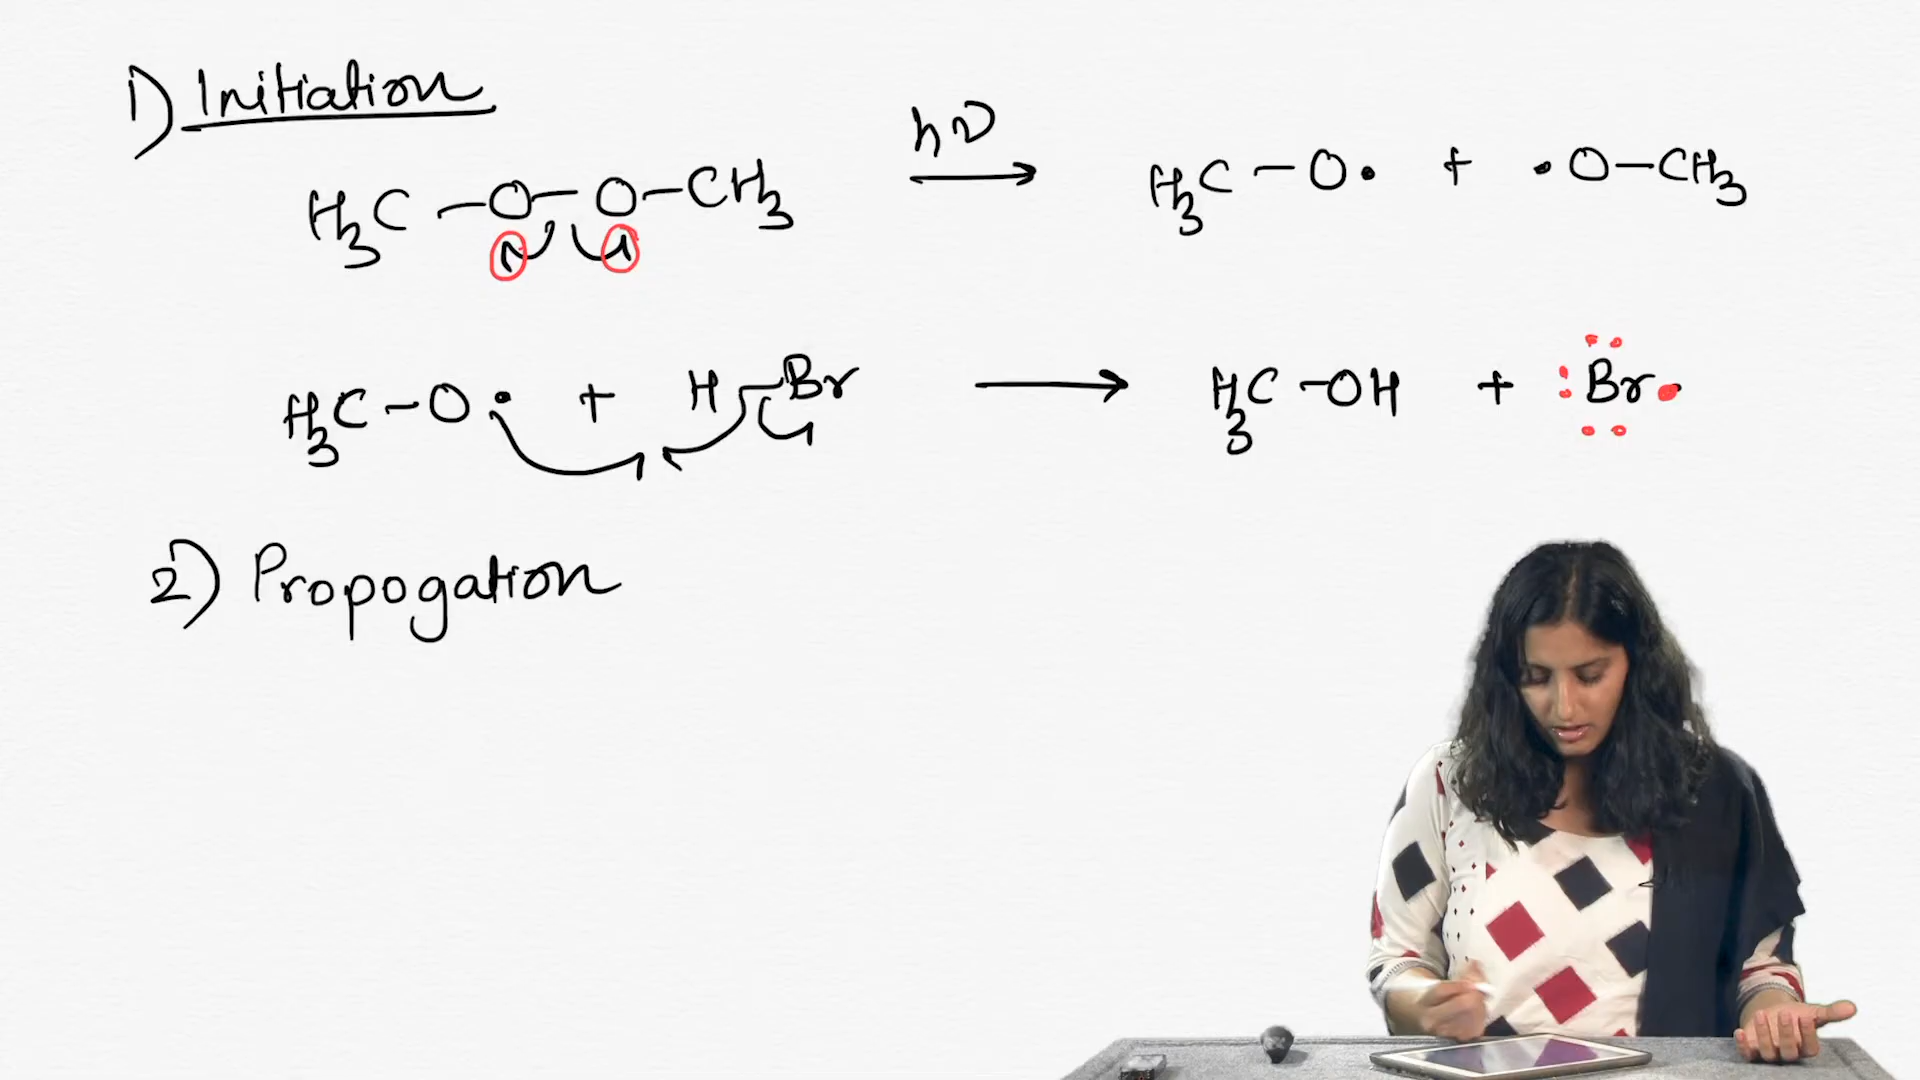 1) Initiation
H₃C-O-O-CH₃ hν → H₃C-O• + •O-CH₃
H₃C-O• + H-Br → H₃C-OH + :Br•
2) Propogation